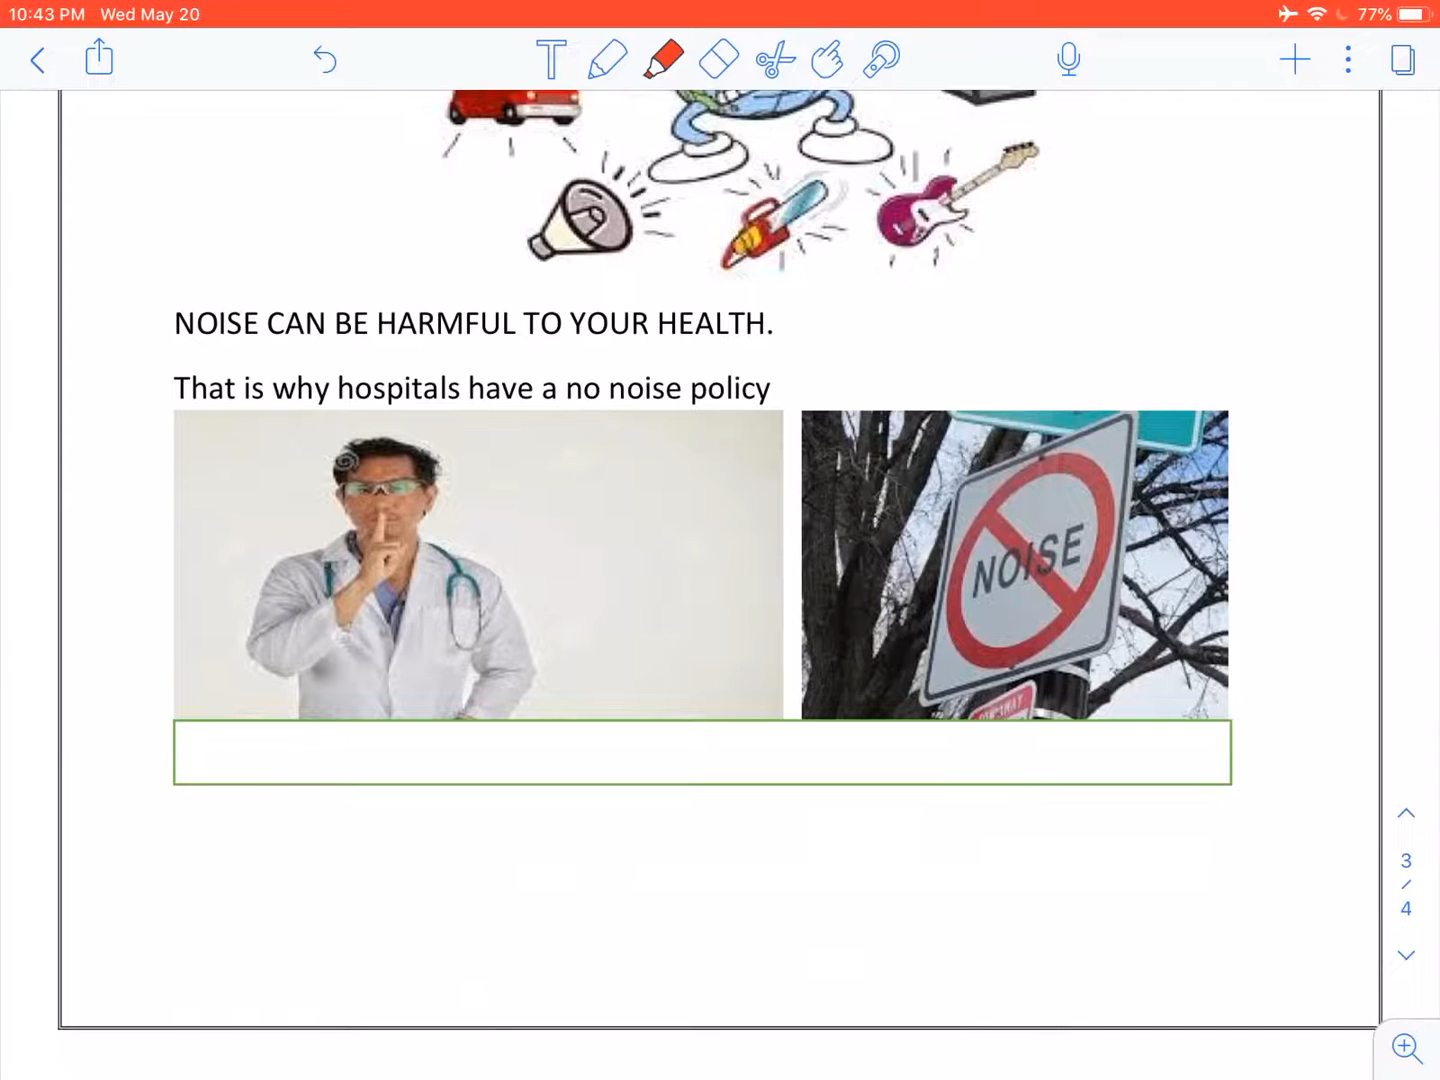 10:43 PM Wed May 20
77%
T
NOISE CAN BE HARMFUL TO YOUR HEALTH.
That is why hospitals have a no noise policy
NOISE
3
/
4